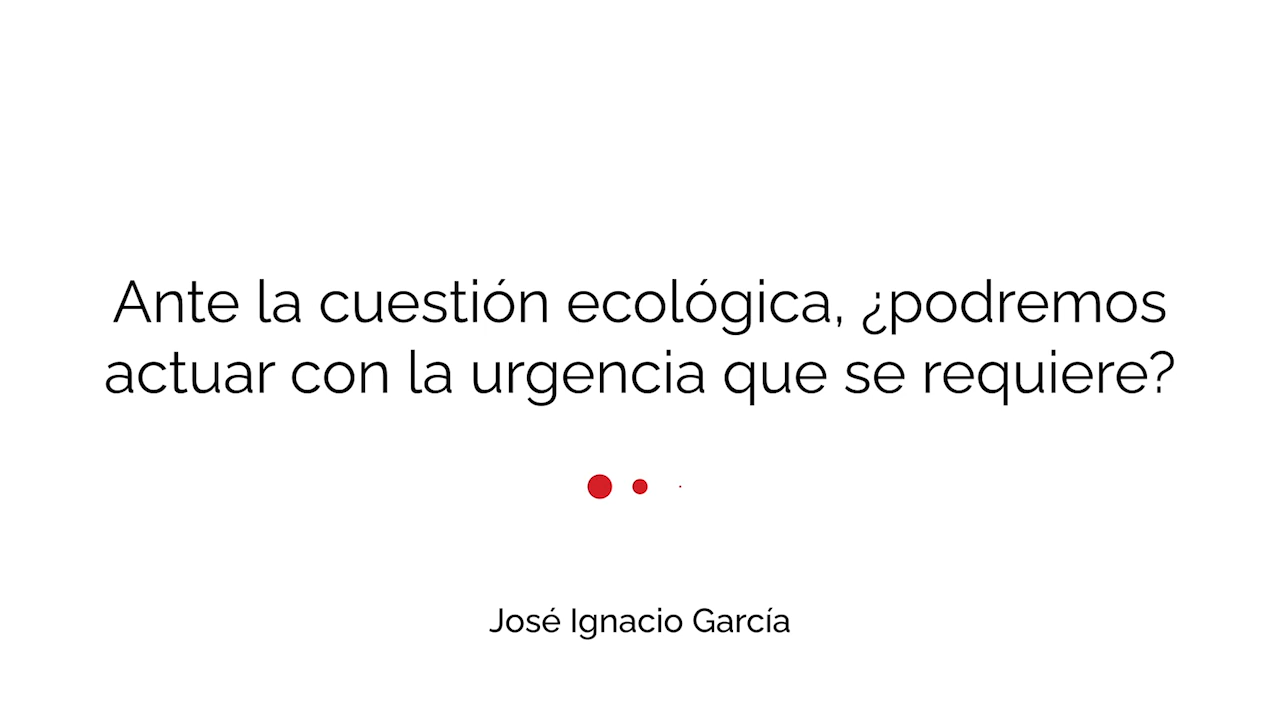 Ante la cuestión ecológica, ¿podremos
actuar con la urgencia que se requiere?
José Ignacio García